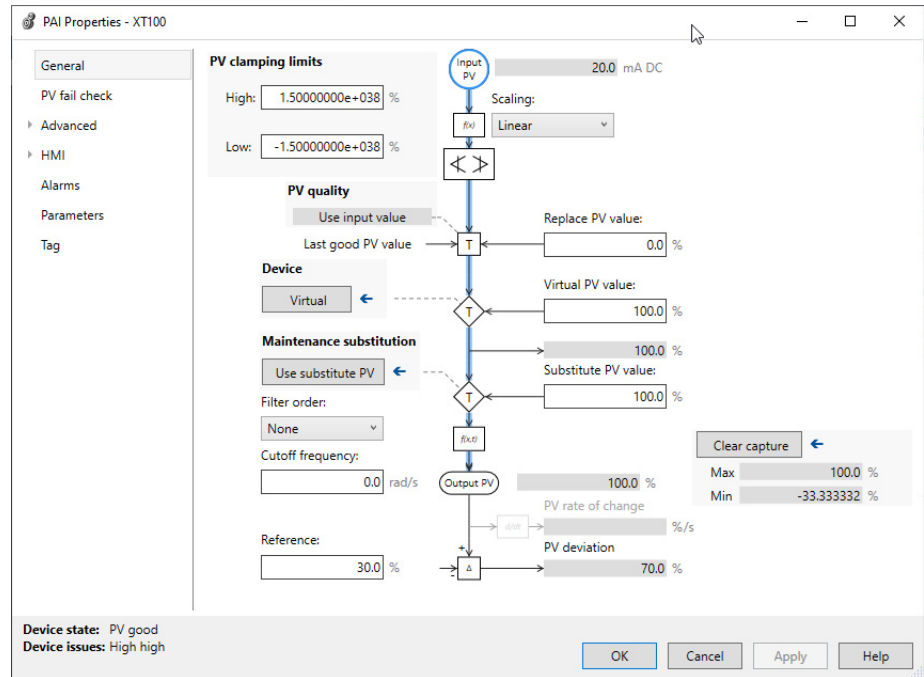 PAI Properties - XT100
General
PV fail check
Advanced
HMI
Alarms
Parameters
Tag
PV clamping limits
High: 1.50000000e+038 %
Low: -1.50000000e+038 %
Input PV
20.0 mA DC
Scaling:
f(x) Linear
PV quality
Use input value
Last good PV value
T
Replace PV value:
0.0 %
Device
Virtual
T
Virtual PV value:
100.0 %
100.0 %
Maintenance substitution
Use substitute PV
T
Substitute PV value:
100.0 %
Filter order:
None
f(x,t)
Cutoff frequency:
0.0 rad/s
Output PV
100.0 %
Clear capture
Max 100.0 %
Min -33.333332 %
PV rate of change
d/dt
%/s
Reference:
30.0 %
+
-
Δ
PV deviation
70.0 %
Device state: PV good
Device issues: High high
OK
Cancel
Apply
Help